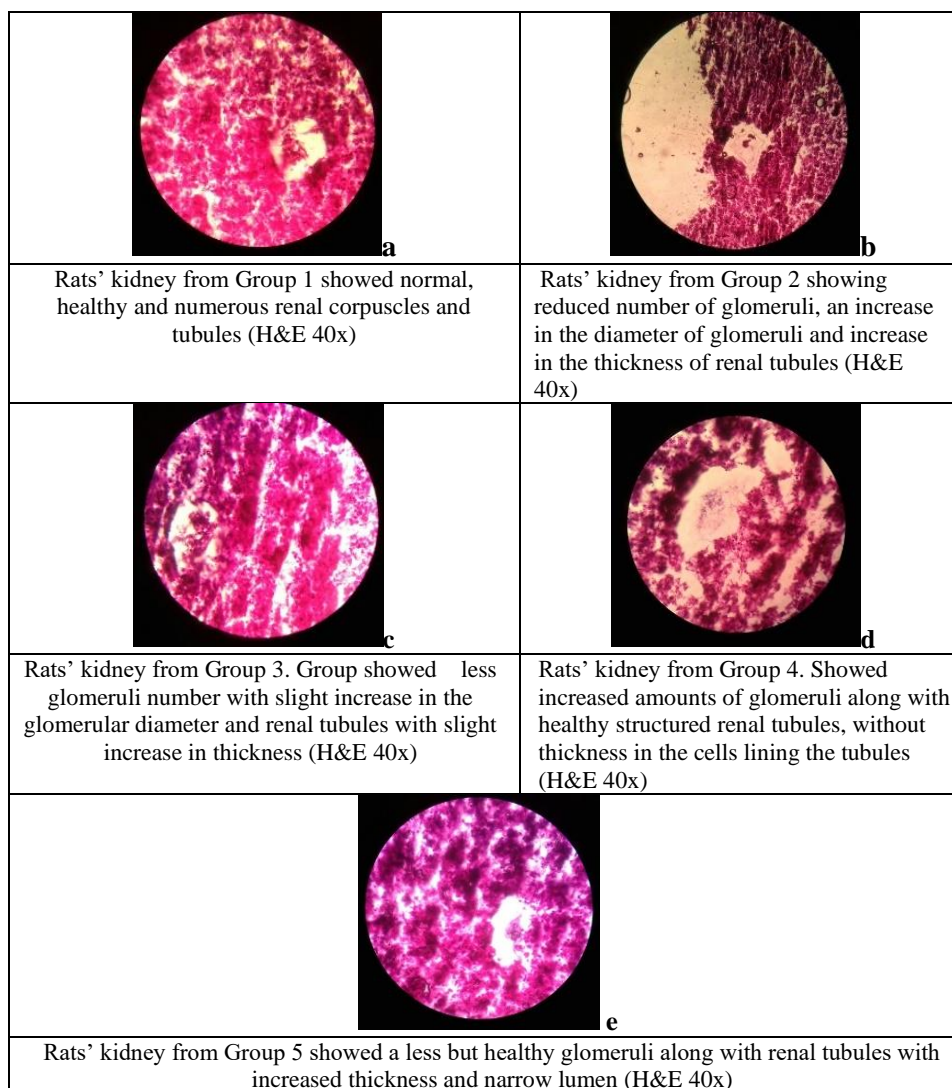 a
b
Rats’ kidney from Group 1 showed normal,
healthy and numerous renal corpuscles and
tubules (H&E 40x)
Rats’ kidney from Group 2 showing
reduced number of glomeruli, an increase
in the diameter of glomeruli and increase
in the thickness of renal tubules (H&E
40x)
c
d
Rats’ kidney from Group 3. Group showed less
glomeruli number with slight increase in the
glomerular diameter and renal tubules with slight
increase in thickness (H&E 40x)
Rats’ kidney from Group 4. Showed
increased amounts of glomeruli along with
healthy structured renal tubules, without
thickness in the cells lining the tubules
(H&E 40x)
e
Rats’ kidney from Group 5 showed a less but healthy glomeruli along with renal tubules with
increased thickness and narrow lumen (H&E 40x)